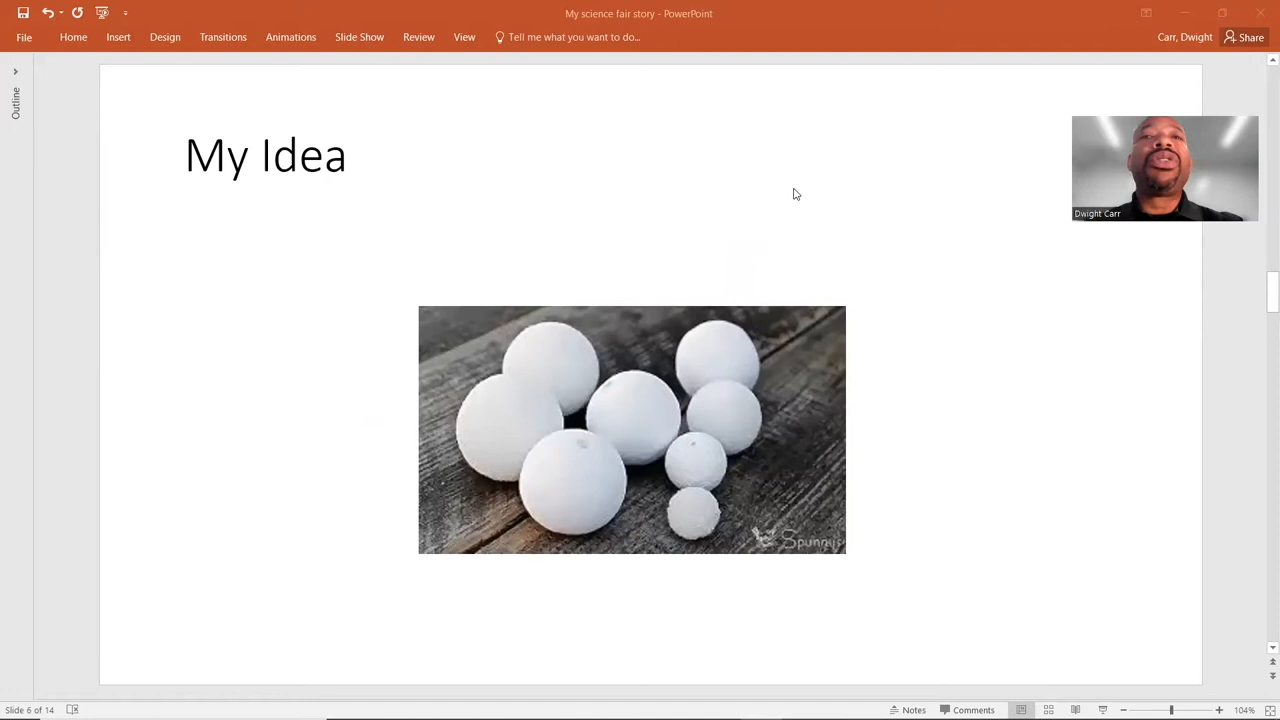 My science fair story - PowerPoint
File Home Insert Design Transitions Animations Slide Show Review View Tell me what you want to do... Carr, Dwight Share
Outline
My Idea
Dwight Carr
Spunnys
Slide 6 of 14 Notes Comments 104%